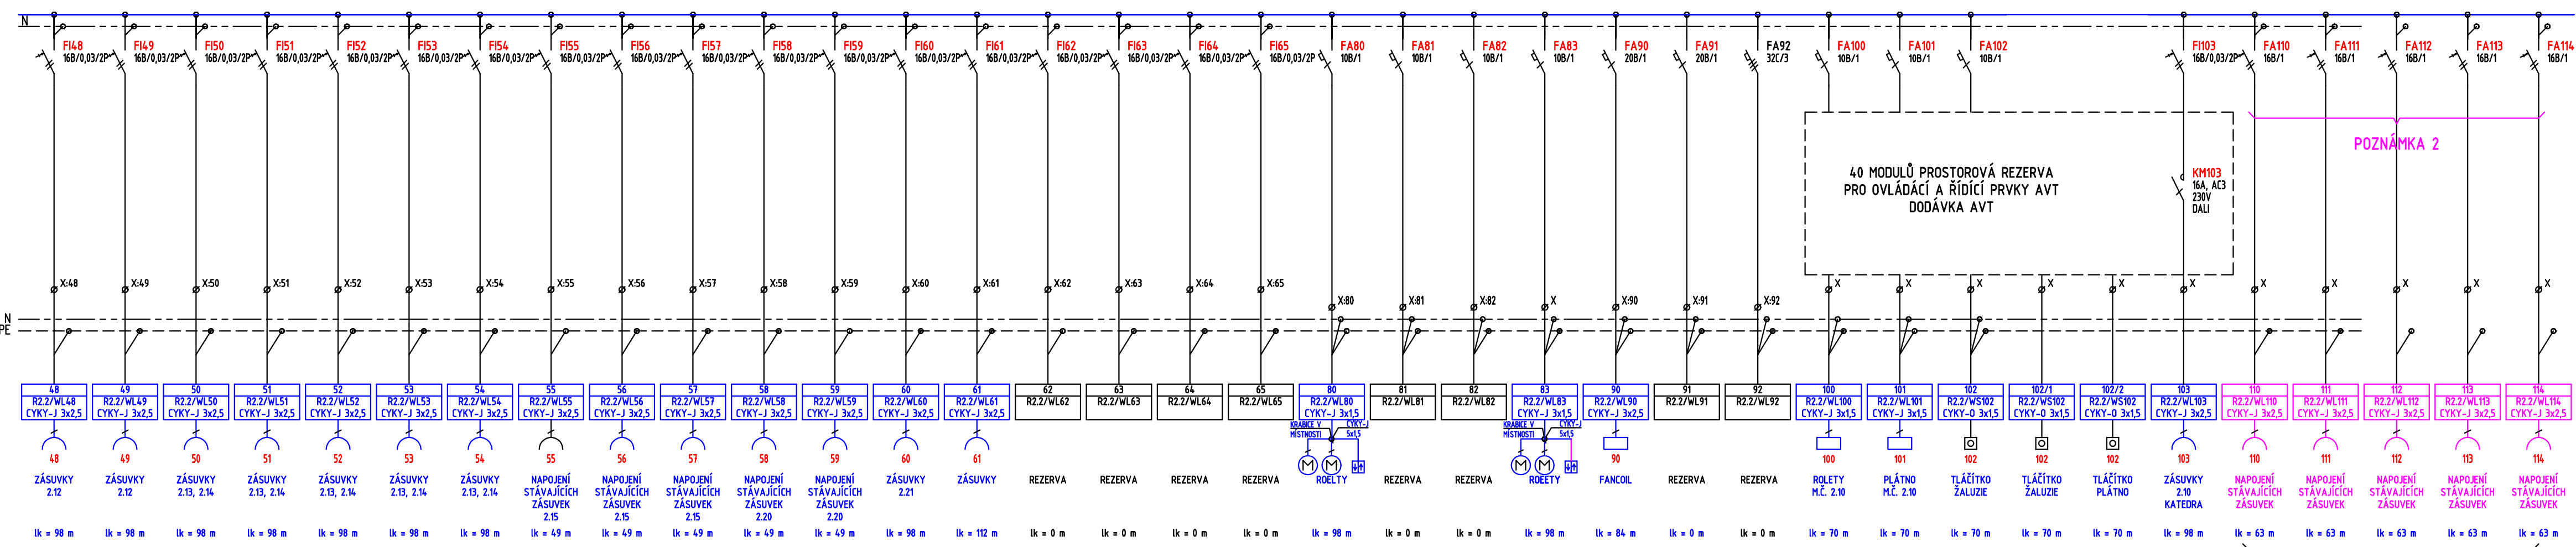 N
FI48
16B/0,03/2P
FI49
16B/0,03/2P
FI50
16B/0,03/2P
FI51
16B/0,03/2P
FI52
16B/0,03/2P
FI53
16B/0,03/2P
FI54
16B/0,03/2P
FI55
16B/0,03/2P
FI56
16B/0,03/2P
FI57
16B/0,03/2P
FI58
16B/0,03/2P
FI59
16B/0,03/2P
FI60
16B/0,03/2P
FI61
16B/0,03/2P
FI62
16B/0,03/2P
FI63
16B/0,03/2P
FI64
16B/0,03/2P
FI65
16B/0,03/2P
FA80
10B/1
FA81
10B/1
FA82
10B/1
FA83
10B/1
FA90
20B/1
FA91
20B/1
FA92
32C/3
FA100
10B/1
FA101
10B/1
FA102
10B/1
FI103
16B/0,03/2P
FA110
16B/1
FA111
16B/1
FA112
16B/1
FA113
16B/1
FA114
16B/1
POZNÁMKA 2
40 MODULŮ PROSTOROVÁ REZERVA
PRO OVLÁDÁCÍ A ŘÍDÍCÍ PRVKY AVT
DODÁVKA AVT
KM103
16A, AC3
230V
DALI
X:48 X:49 X:50 X:51 X:52 X:53 X:54 X:55 X:56 X:57 X:58 X:59 X:60 X:61 X:62 X:63 X:64 X:65 X:80 X:81 X:82 X X:90 X:91 X:92 X X X X X X X X X X X
N
PE
48 49 50 51 52 53 54 55 56 57 58 59 60 61 62 63 64 65 80 81 82 83 90 91 92 100 101 102 102/1 102/2 103 110 111 112 113 114
R2.2/WL48 R2.2/WL49 R2.2/WL50 R2.2/WL51 R2.2/WL52 R2.2/WL53 R2.2/WL54 R2.2/WL55 R2.2/WL56 R2.2/WL57 R2.2/WL58 R2.2/WL59 R2.2/WL60 R2.2/WL61 R2.2/WL62 R2.2/WL63 R2.2/WL64 R2.2/WL65 R2.2/WL80 R2.2/WL81 R2.2/WL82 R2.2/WL83 R2.2/WL90 R2.2/WL91 R2.2/WL92 R2.2/WL100 R2.2/WL101 R2.2/WS102 R2.2/WS102 R2.2/WS102 R2.2/WL103 R2.2/WL110 R2.2/WL111 R2.2/WL112 R2.2/WL113 R2.2/WL114
CYKY-J 3x2,5 CYKY-J 3x2,5 CYKY-J 3x2,5 CYKY-J 3x2,5 CYKY-J 3x2,5 CYKY-J 3x2,5 CYKY-J 3x2,5 CYKY-J 3x2,5 CYKY-J 3x2,5 CYKY-J 3x2,5 CYKY-J 3x2,5 CYKY-J 3x2,5 CYKY-J 3x2,5 CYKY-J 3x2,5 CYKY-J 3x1,5 CYKY-J 3x1,5 CYKY-J 3x2,5 CYKY-J 3x1,5 CYKY-J 3x1,5 CYKY-O 3x1,5 CYKY-O 3x1,5 CYKY-O 3x1,5 CYKY-J 3x2,5 CYKY-J 3x2,5 CYKY-J 3x2,5 CYKY-J 3x2,5 CYKY-J 3x2,5 CYKY-J 3x2,5
KRABICE V CYKY-J KRABICE V CYKY-J
MÍSTNOSTI 5x1,5 MÍSTNOSTI 5x1,5
M M M M
48 49 50 51 52 53 54 55 56 57 58 59 60 61 90 100 101 102 102 102 103 110 111 112 113 114
ZÁSUVKY
2.12
ZÁSUVKY
2.12
ZÁSUVKY
2.13, 2.14
ZÁSUVKY
2.13, 2.14
ZÁSUVKY
2.13, 2.14
ZÁSUVKY
2.13, 2.14
ZÁSUVKY
2.13, 2.14
NAPOJENÍ
STÁVAJÍCÍCH
ZÁSUVEK
2.15
NAPOJENÍ
STÁVAJÍCÍCH
ZÁSUVEK
2.15
NAPOJENÍ
STÁVAJÍCÍCH
ZÁSUVEK
2.15
NAPOJENÍ
STÁVAJÍCÍCH
ZÁSUVEK
2.20
NAPOJENÍ
STÁVAJÍCÍCH
ZÁSUVEK
2.20
ZÁSUVKY
2.21
ZÁSUVKY
REZERVA
REZERVA
REZERVA
REZERVA
ROELTY
REZERVA
REZERVA
FANCOIL
REZERVA
REZERVA
ROLETY
M.Č. 2.10
PLÁTNO
M.Č. 2.10
TLÁČÍTKO
ŽALUZIE
TLÁČÍTKO
ŽALUZIE
TLÁČÍTKO
PLÁTNO
ZÁSUVKY
2.10
KATEDRA
NAPOJENÍ
STÁVAJÍCÍCH
ZÁSUVEK
NAPOJENÍ
STÁVAJÍCÍCH
ZÁSUVEK
NAPOJENÍ
STÁVAJÍCÍCH
ZÁSUVEK
NAPOJENÍ
STÁVAJÍCÍCH
ZÁSUVEK
NAPOJENÍ
STÁVAJÍCÍCH
ZÁSUVEK
lk = 98 m lk = 98 m lk = 98 m lk = 98 m lk = 98 m lk = 98 m lk = 98 m lk = 49 m lk = 49 m lk = 49 m lk = 49 m lk = 49 m lk = 98 m lk = 112 m lk = 0 m lk = 0 m lk = 0 m lk = 0 m lk = 98 m lk = 0 m lk = 0 m lk = 98 m lk = 84 m lk = 0 m lk = 0 m lk = 70 m lk = 70 m lk = 70 m lk = 70 m lk = 70 m lk = 98 m lk = 63 m lk = 63 m lk = 63 m lk = 63 m lk = 63 m